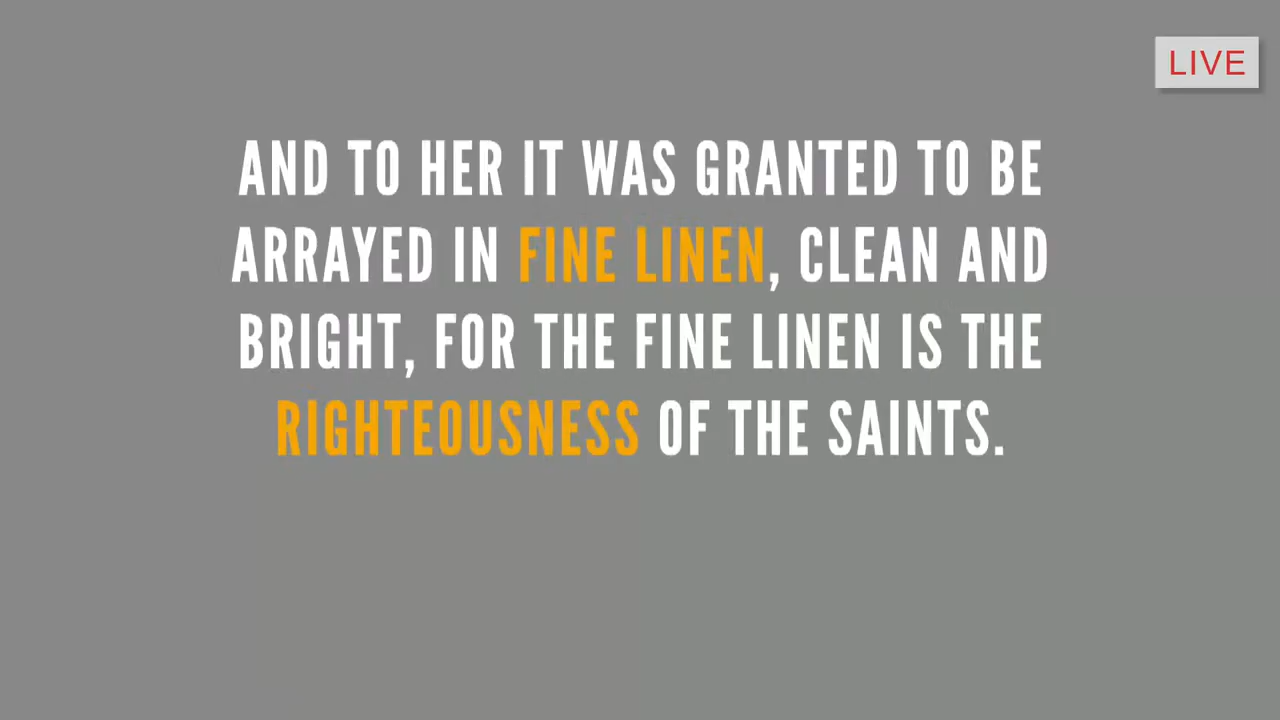 LIVE
AND TO HER IT WAS GRANTED TO BE
ARRAYED IN FINE LINEN, CLEAN AND
BRIGHT, FOR THE FINE LINEN IS THE
RIGHTEOUSNESS OF THE SAINTS.